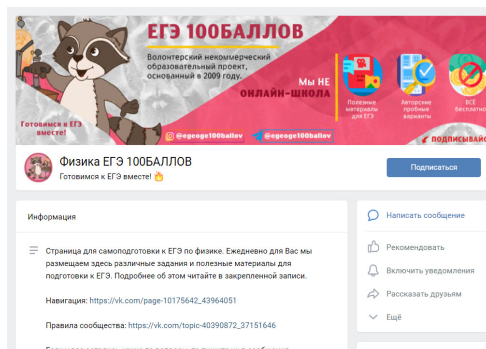 ЕГЭ 100БАЛЛОВ
Волонтерский некоммерческий
образовательный проект,
основанный в 2009 году.
Мы НЕ
ОНЛАЙН-ШКОЛА
Полезные
материалы
для ЕГЭ
Авторские
пробные
варианты
ВСЁ
бесплатно
Готовимся к ЕГЭ
вместе!
@egeoge100ballov
@egeoge100ballov
ПОДПИСЫВАЙС
Физика ЕГЭ 100БАЛЛОВ
Готовимся к ЕГЭ вместе!
Подписаться
Информация
Страница для самоподготовки к ЕГЭ по физике. Ежедневно для Вас мы
размещаем здесь различные задания и полезные материалы для
подготовки к ЕГЭ. Подробнее об этом читайте в закрепленной записи.
Навигация: https://vk.com/page-10175642_43964051
Правила сообщества: https://vk.com/topic-40390872_37151646
Написать сообщение
Рекомендовать
Включить уведомления
Рассказать друзьям
Ещё